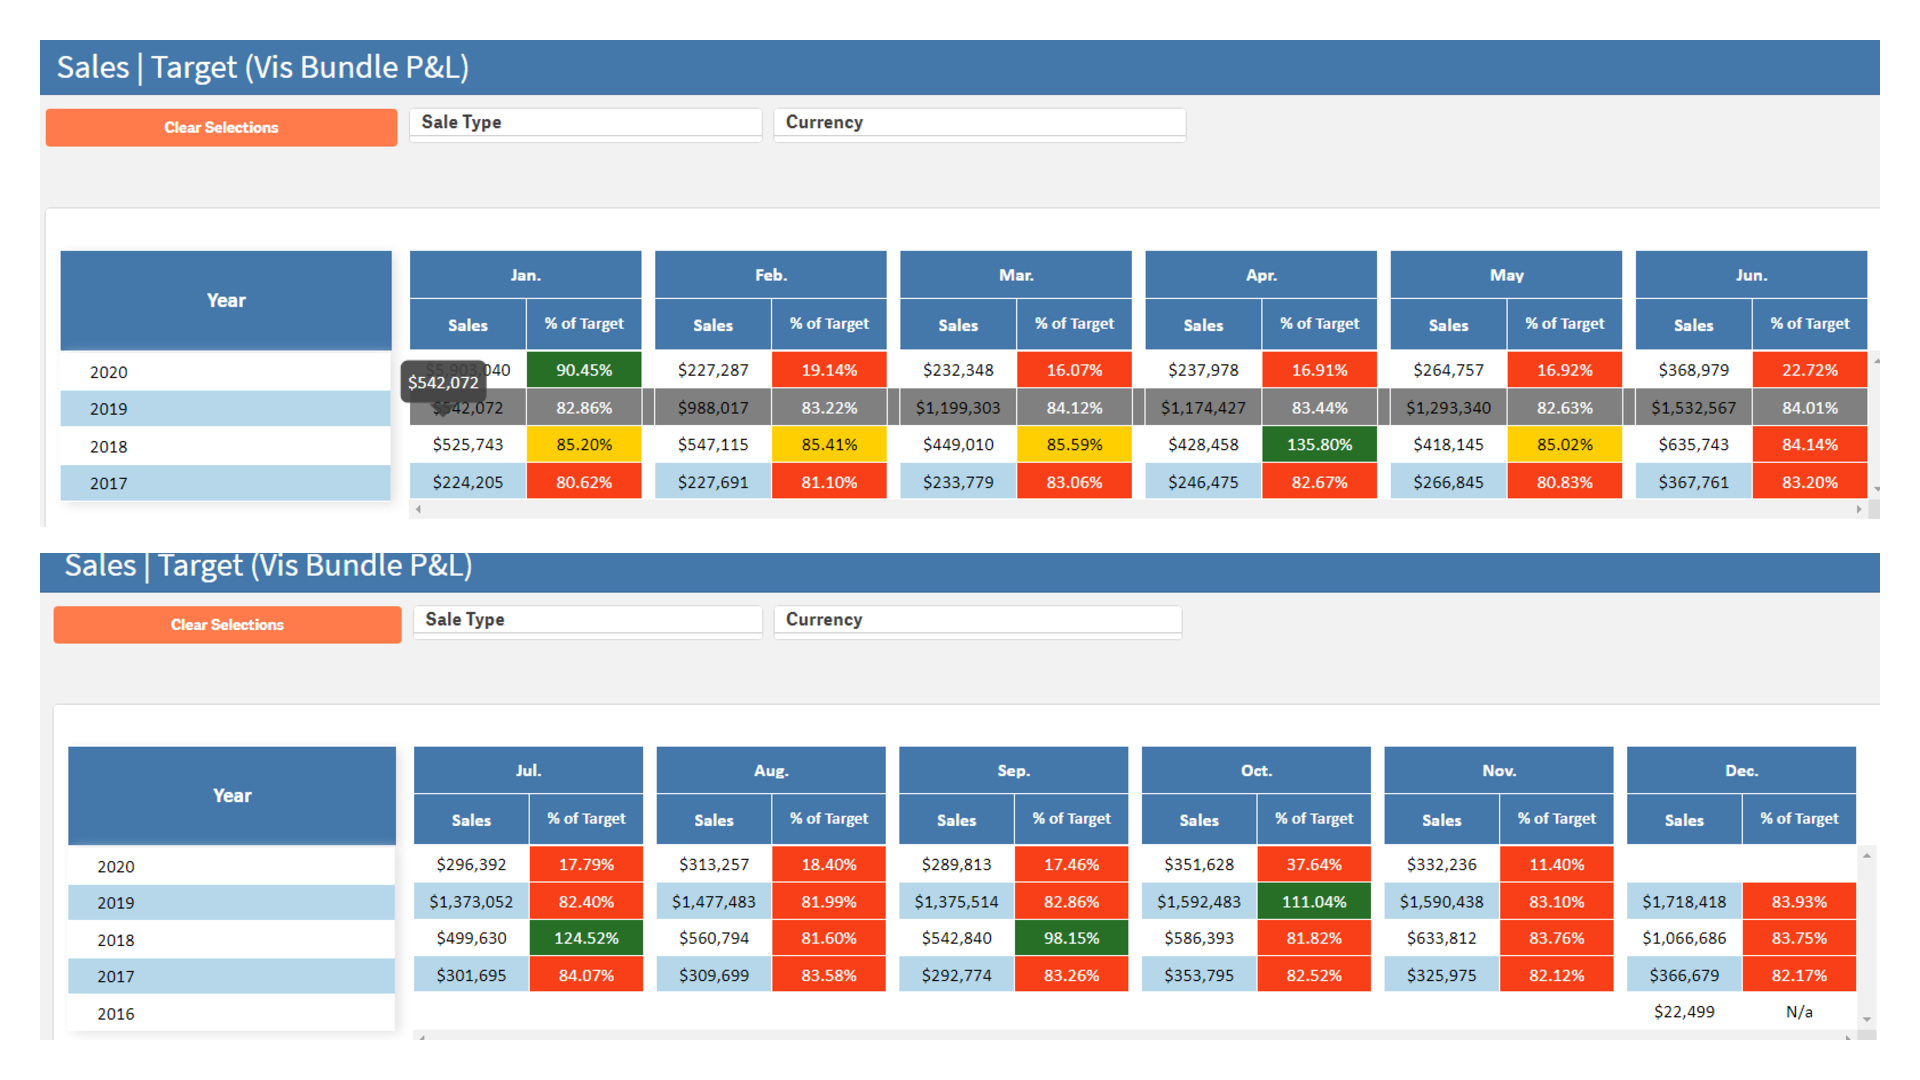 Sales | Target (Vis Bundle P&L)
Clear Selections Sale Type Currency
Year Jan. Feb. Mar. Apr. May Jun.
Sales % of Target Sales % of Target Sales % of Target Sales % of Target Sales % of Target Sales % of Target
2020 $5,903,040 90.45% $227,287 19.14% $232,348 16.07% $237,978 16.91% $264,757 16.92% $368,979 22.72%
$542,072
2019 $542,072 82.86% $988,017 83.22% $1,199,303 84.12% $1,174,427 83.44% $1,293,340 82.63% $1,532,567 84.01%
2018 $525,743 85.20% $547,115 85.41% $449,010 85.59% $428,458 135.80% $418,145 85.02% $635,743 84.14%
2017 $224,205 80.62% $227,691 81.10% $233,779 83.06% $246,475 82.67% $266,845 80.83% $367,761 83.20%
Sales | Target (Vis Bundle P&L)
Clear Selections Sale Type Currency
Year Jul. Aug. Sep. Oct. Nov. Dec.
Sales % of Target Sales % of Target Sales % of Target Sales % of Target Sales % of Target Sales % of Target
2020 $296,392 17.79% $313,257 18.40% $289,813 17.46% $351,628 37.64% $332,236 11.40%
2019 $1,373,052 82.40% $1,477,483 81.99% $1,375,514 82.86% $1,592,483 111.04% $1,590,438 83.10% $1,718,418 83.93%
2018 $499,630 124.52% $560,794 81.60% $542,840 98.15% $586,393 81.82% $633,812 83.76% $1,066,686 83.75%
2017 $301,695 84.07% $309,699 83.58% $292,774 83.26% $353,795 82.52% $325,975 82.12% $366,679 82.17%
2016 $22,499 N/a